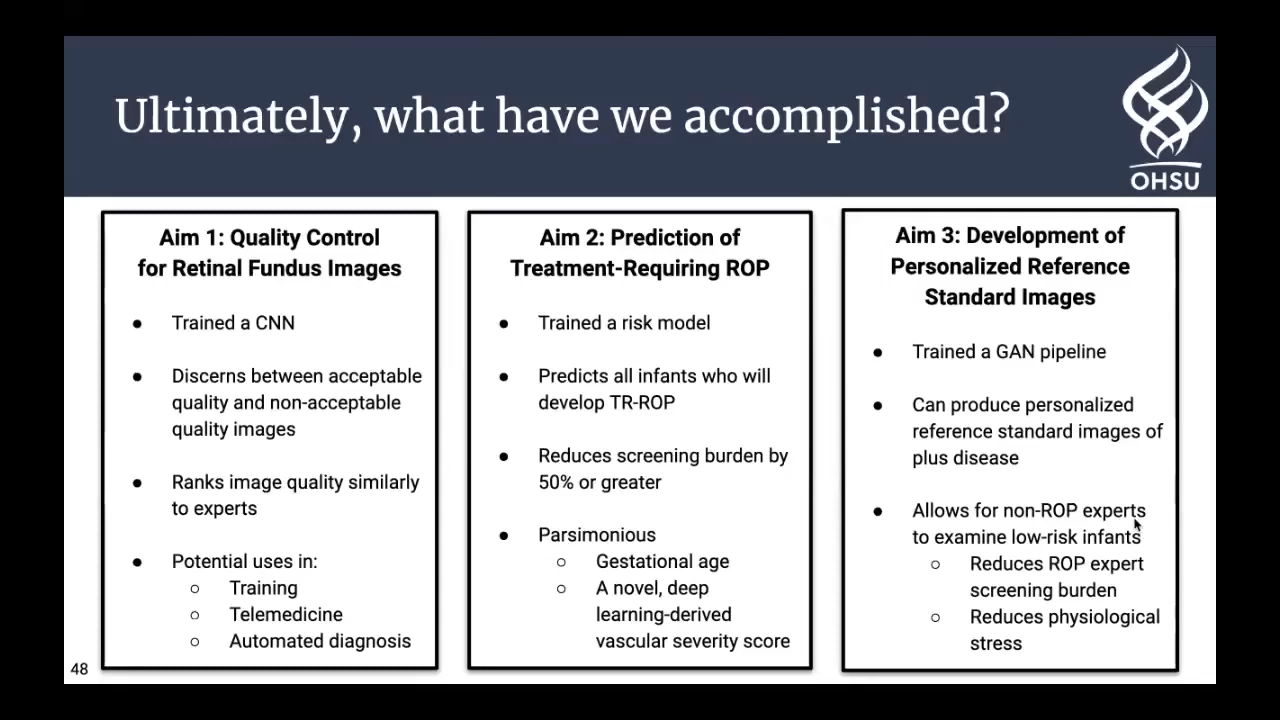 Ultimately, what have we accomplished?
OHSU
Aim 1: Quality Control
for Retinal Fundus Images
● Trained a CNN
● Discerns between acceptable
quality and non-acceptable
quality images
● Ranks image quality similarly
to experts
● Potential uses in:
○ Training
○ Telemedicine
○ Automated diagnosis
Aim 2: Prediction of
Treatment-Requiring ROP
● Trained a risk model
● Predicts all infants who will
develop TR-ROP
● Reduces screening burden by
50% or greater
● Parsimonious
○ Gestational age
○ A novel, deep
learning-derived
vascular severity score
Aim 3: Development of
Personalized Reference
Standard Images
● Trained a GAN pipeline
● Can produce personalized
reference standard images of
plus disease
● Allows for non-ROP experts
to examine low-risk infants
○ Reduces ROP expert
screening burden
○ Reduces physiological
stress
48